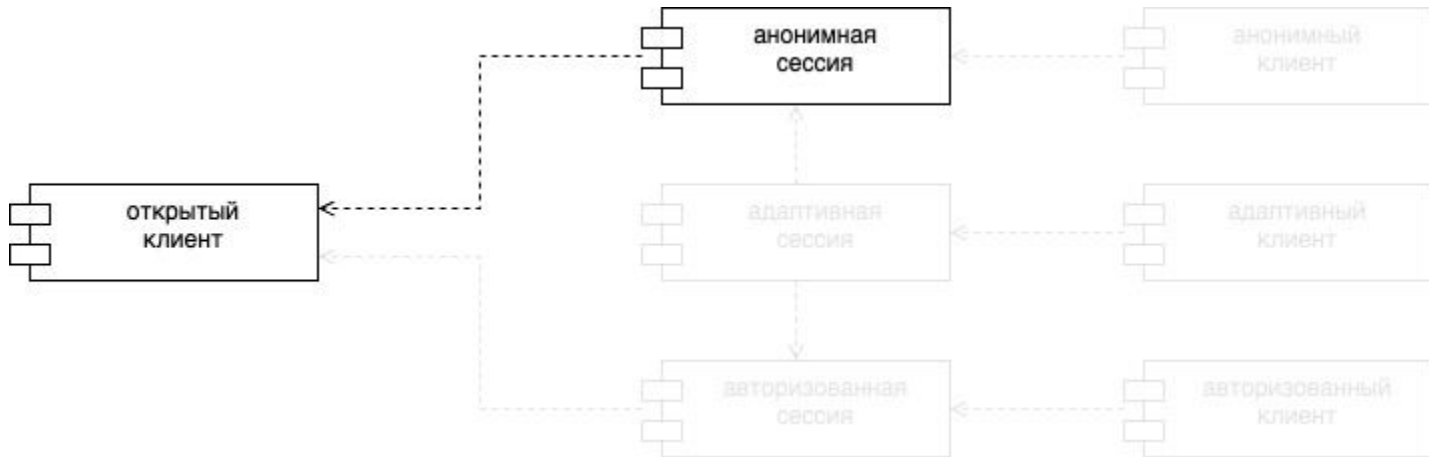 анонимная
сессия
анонимный
клиент
открытый
клиент
адаптивная
сессия
адаптивный
клиент
авторизованная
сессия
авторизованный
клиент